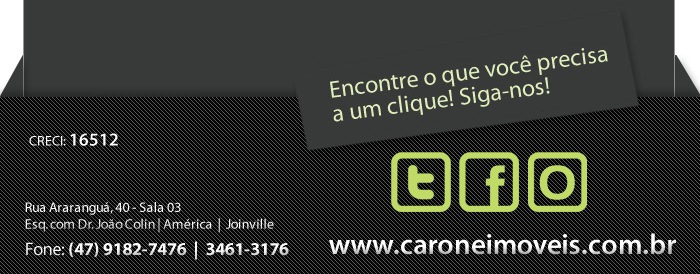 Encontre o que você precisa
a um clique! Siga-nos!
CRECI: 16512
Rua Araranguá, 40 - Sala 03
Esq. com Dr. João Colin | América | Joinville
Fone: (47) 9182-7476 | 3461-3176
www.caroneimoveis.com.br